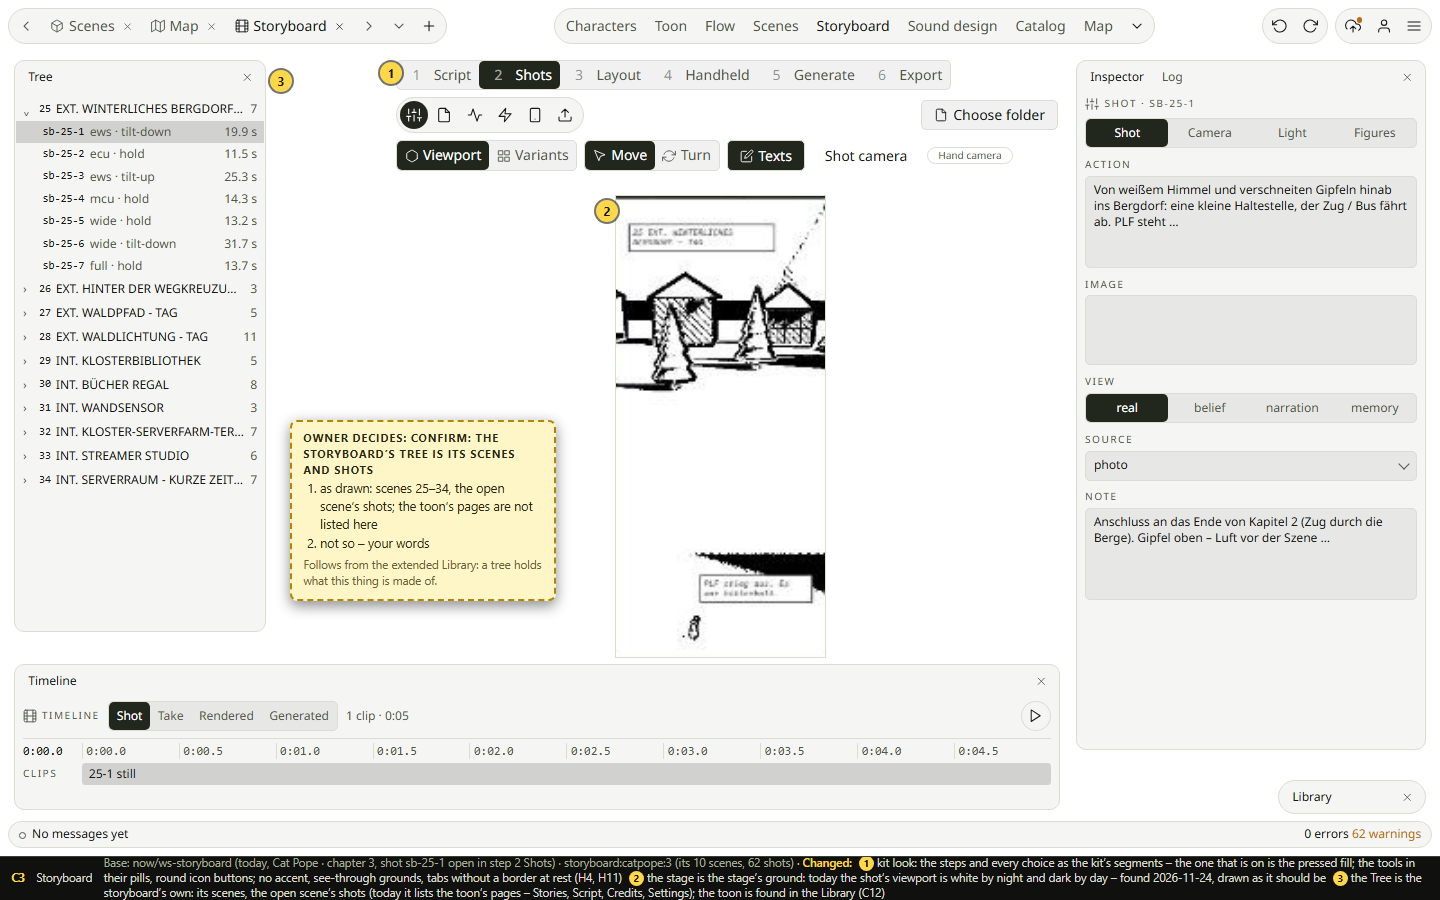 Scenes × Map × Storyboard ×
Characters Toon Flow Scenes Storyboard Sound design Catalog Map
Tree ×
3
25 EXT. WINTERLICHES BERGDORF... 7
sb-25-1 ews · tilt-down 19.9 s
sb-25-2 ecu · hold 11.5 s
sb-25-3 ews · tilt-up 25.3 s
sb-25-4 mcu · hold 14.3 s
sb-25-5 wide · hold 13.2 s
sb-25-6 wide · tilt-down 31.7 s
sb-25-7 full · hold 13.7 s
26 EXT. HINTER DER WEGKREUZU... 3
27 EXT. WALDPFAD - TAG 5
28 EXT. WALDLICHTUNG - TAG 11
29 INT. KLOSTERBIBLIOTHEK 5
30 INT. BÜCHER REGAL 8
31 INT. WANDSENSOR 3
32 INT. KLOSTER-SERVERFARM-TER... 7
33 INT. STREAMER STUDIO 6
34 INT. SERVERRAUM - KURZE ZEIT... 7
1
1 Script 2 Shots 3 Layout 4 Handheld 5 Generate 6 Export
Choose folder
Viewport Variants Move Turn Texts Shot camera Hand camera
2
25 EXT. WINTERLICHES
BERGDORF – TAG
OWNER DECIDES: CONFIRM: THE
STORYBOARD'S TREE IS ITS SCENES
AND SHOTS
1. as drawn: scenes 25–34, the open
scene's shots; the toon's pages are not
listed here
2. not so – your words
Follows from the extended Library: a tree holds
what this thing is made of.
Inspector Log ×
SHOT · SB-25-1
Shot Camera Light Figures
ACTION
Von weißem Himmel und verschneiten Gipfeln hinab
ins Bergdorf: eine kleine Haltestelle, der Zug / Bus fährt
ab. PLF steht ...
IMAGE
VIEW
real belief narration memory
SOURCE
photo
NOTE
Anschluss an das Ende von Kapitel 2 (Zug durch die
Berge). Gipfel oben – Luft vor der Szene ...
Timeline ×
TIMELINE Shot Take Rendered Generated 1 clip · 0:05
0:00.0 0:00.0 0:00.5 0:01.0 0:01.5 0:02.0 0:02.5 0:03.0 0:03.5 0:04.0 0:04.5
CLIPS 25-1 still
Library ×
No messages yet 0 errors 62 warnings
C3 Storyboard
Base: now/ws-storyboard (today, Cat Pope · chapter 3, shot sb-25-1 open in step 2 Shots) · storyboard:catpope:3 (its 10 scenes, 62 shots) · Changed: 1 kit look: the steps and every choice as the kit's segments – the one that is on is the pressed fill; the tools in
their pills, round icon buttons; no accent, see-through grounds, tabs without a border at rest (H4, H11) 2 the stage is the stage's ground: today the shot's viewport is white by night and dark by day – found 2026-11-24, drawn as it should be 3 the Tree is the
storyboard's own: its scenes, the open scene's shots (today it lists the toon's pages – Stories, Script, Credits, Settings); the toon is found in the Library (C12)